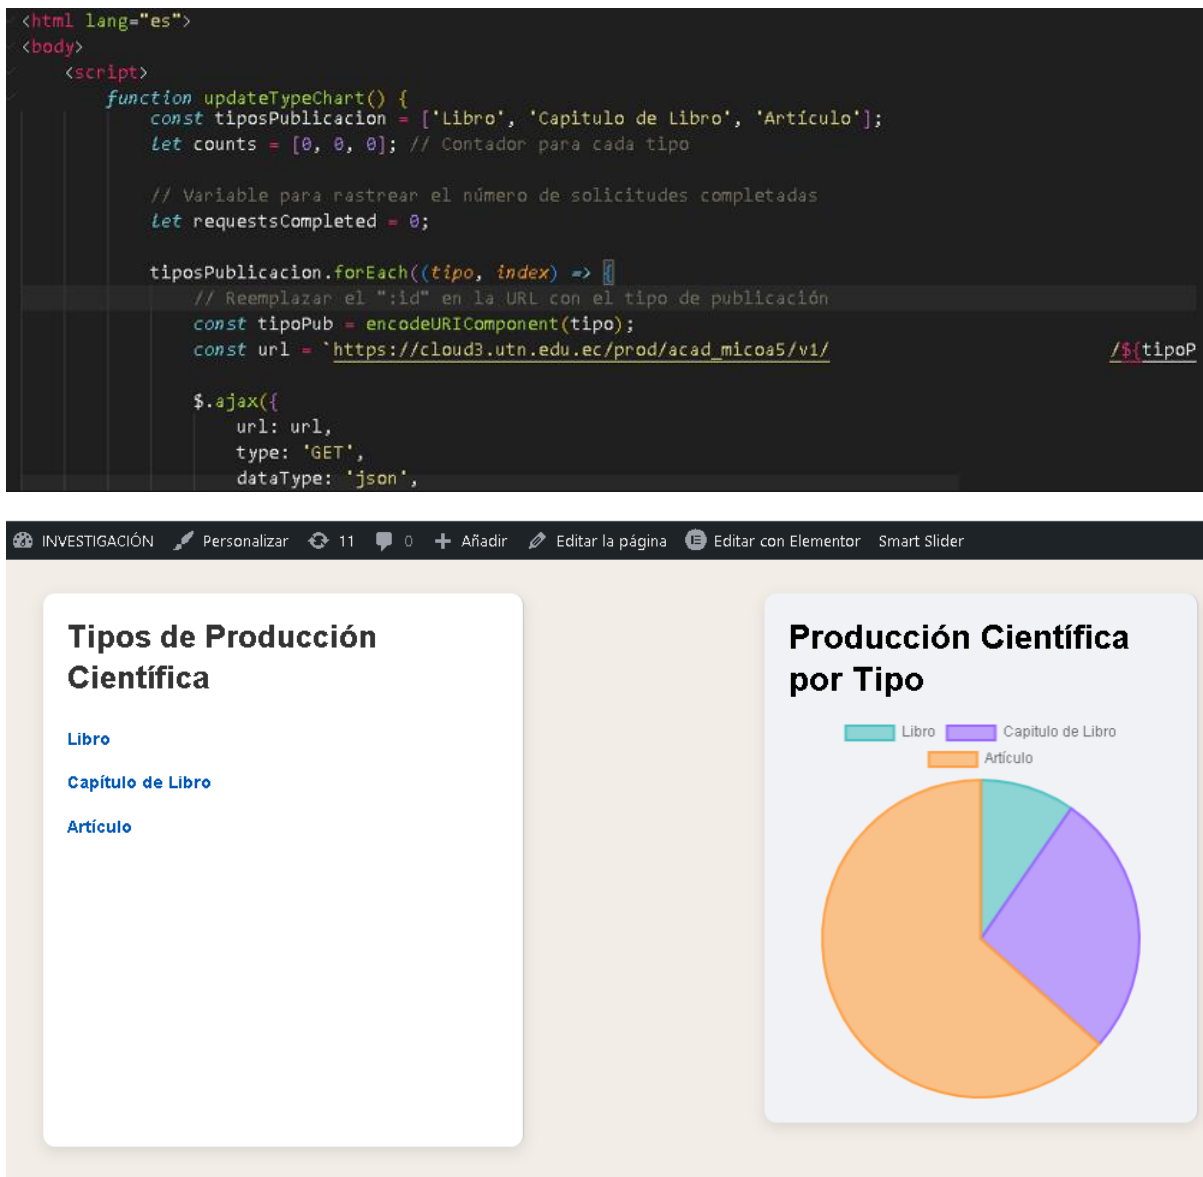 <html lang="es">
<body>
<script>
function updateTypeChart() {
const tiposPublicacion = ['Libro', 'Capitulo de Libro', 'Artículo'];
let counts = [0, 0, 0]; // Contador para cada tipo
// Variable para rastrear el número de solicitudes completadas
let requestsCompleted = 0;
tiposPublicacion.forEach((tipo, index) => {
// Reemplazar el ":id" en la URL con el tipo de publicación
const tipoPub = encodeURIComponent(tipo);
const url = `https://cloud3.utn.edu.ec/prod/acad_micoa5/v1/ /${tipoP
$.ajax({
url: url,
type: 'GET',
dataType: 'json',
INVESTIGACIÓN Personalizar 11 0 Añadir Editar la página Editar con Elementor Smart Slider
Tipos de Producción
Científica
Libro
Capítulo de Libro
Artículo
Producción Científica
por Tipo
Libro Capítulo de Libro
Artículo